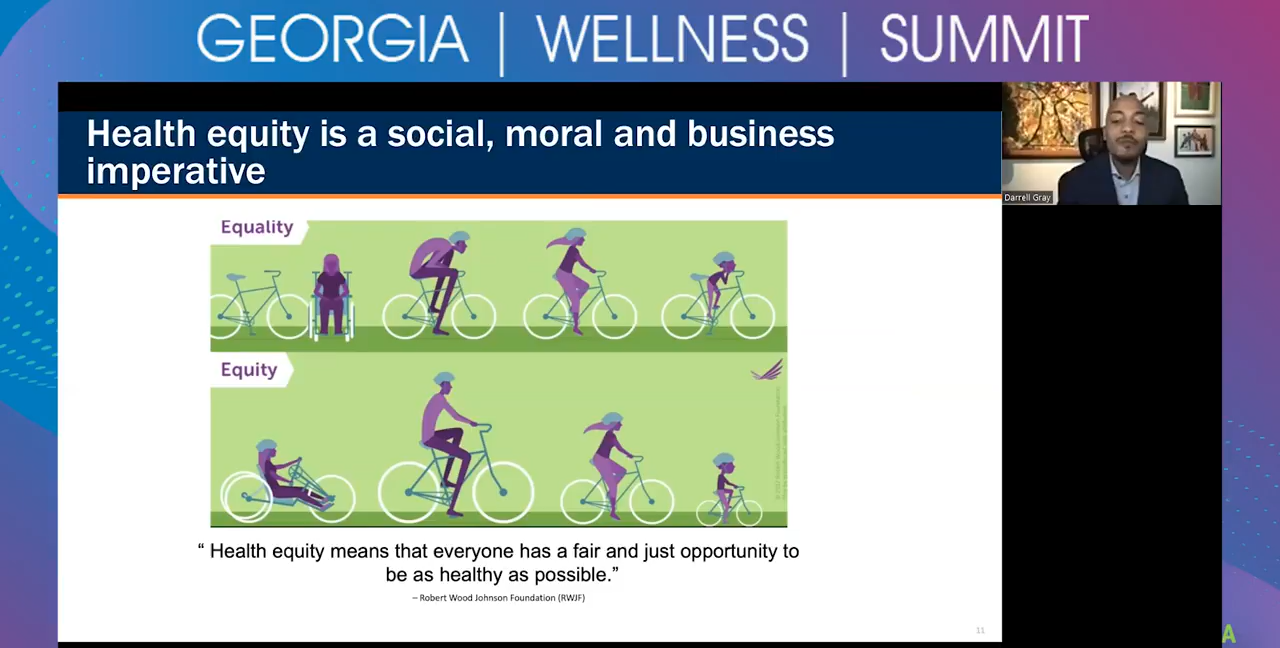 GEORGIA | WELLNESS | SUMMIT
Health equity is a social, moral and business
imperative
Darrell Gray
Equality
Equity
“ Health equity means that everyone has a fair and just opportunity to
be as healthy as possible.”
– Robert Wood Johnson Foundation (RWJF)
11
A